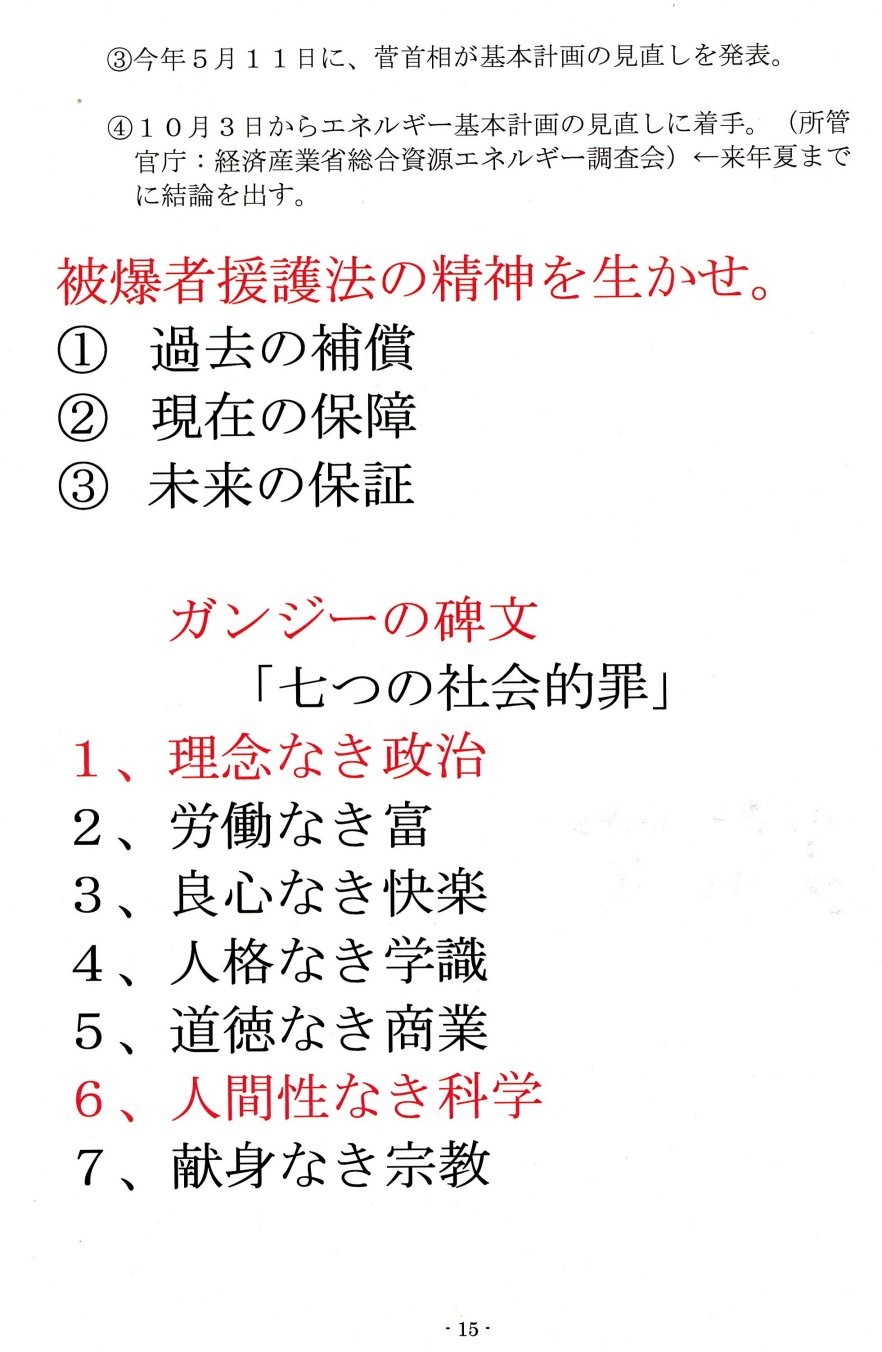 ③今年５月１１日に、菅首相が基本計画の見直しを発表。
④１０月３日からエネルギー基本計画の見直しに着手。（所管
官庁：経済産業省総合資源エネルギー調査会）←来年夏まで
に結論を出す。
被爆者援護法の精神を生かせ。
① 過去の補償
② 現在の保障
③ 未来の保証
ガンジーの碑文
「七つの社会的罪」
１、理念なき政治
２、労働なき富
３、良心なき快楽
４、人格なき学識
５、道徳なき商業
６、人間性なき科学
７、献身なき宗教
- 15 -